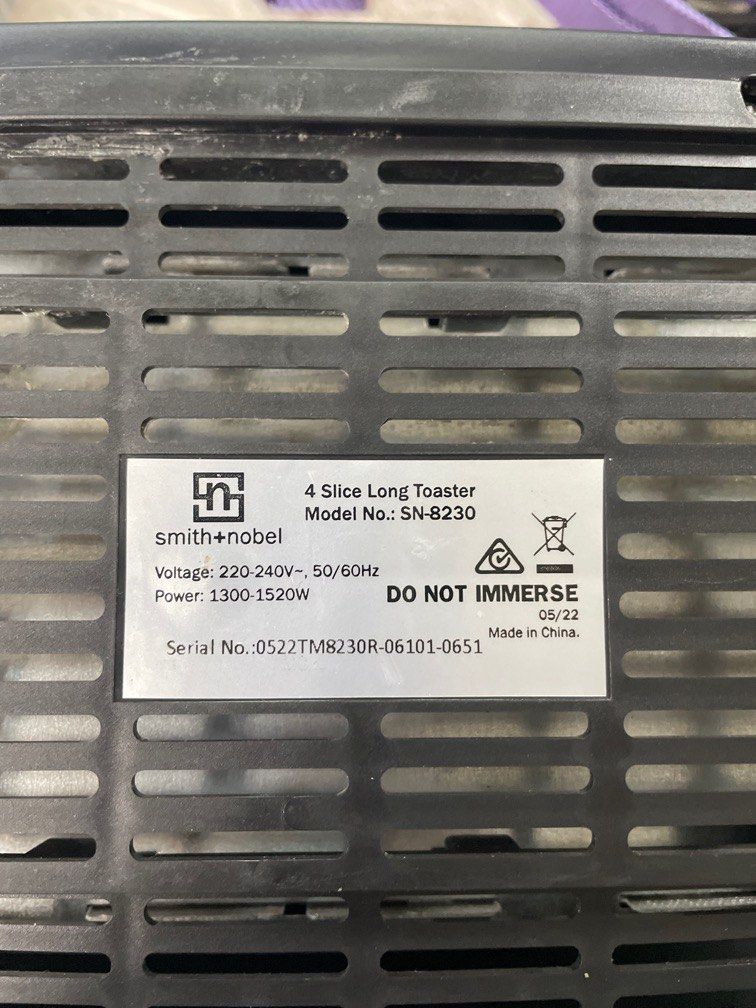 4 Slice Long Toaster
Model No.: SN-8230
smith+nobel
Voltage: 220-240V~, 50/60Hz
Power: 1300-1520W
DO NOT IMMERSE
05/22
Made in China.
Serial No.:0522TM8230R-06101-0651